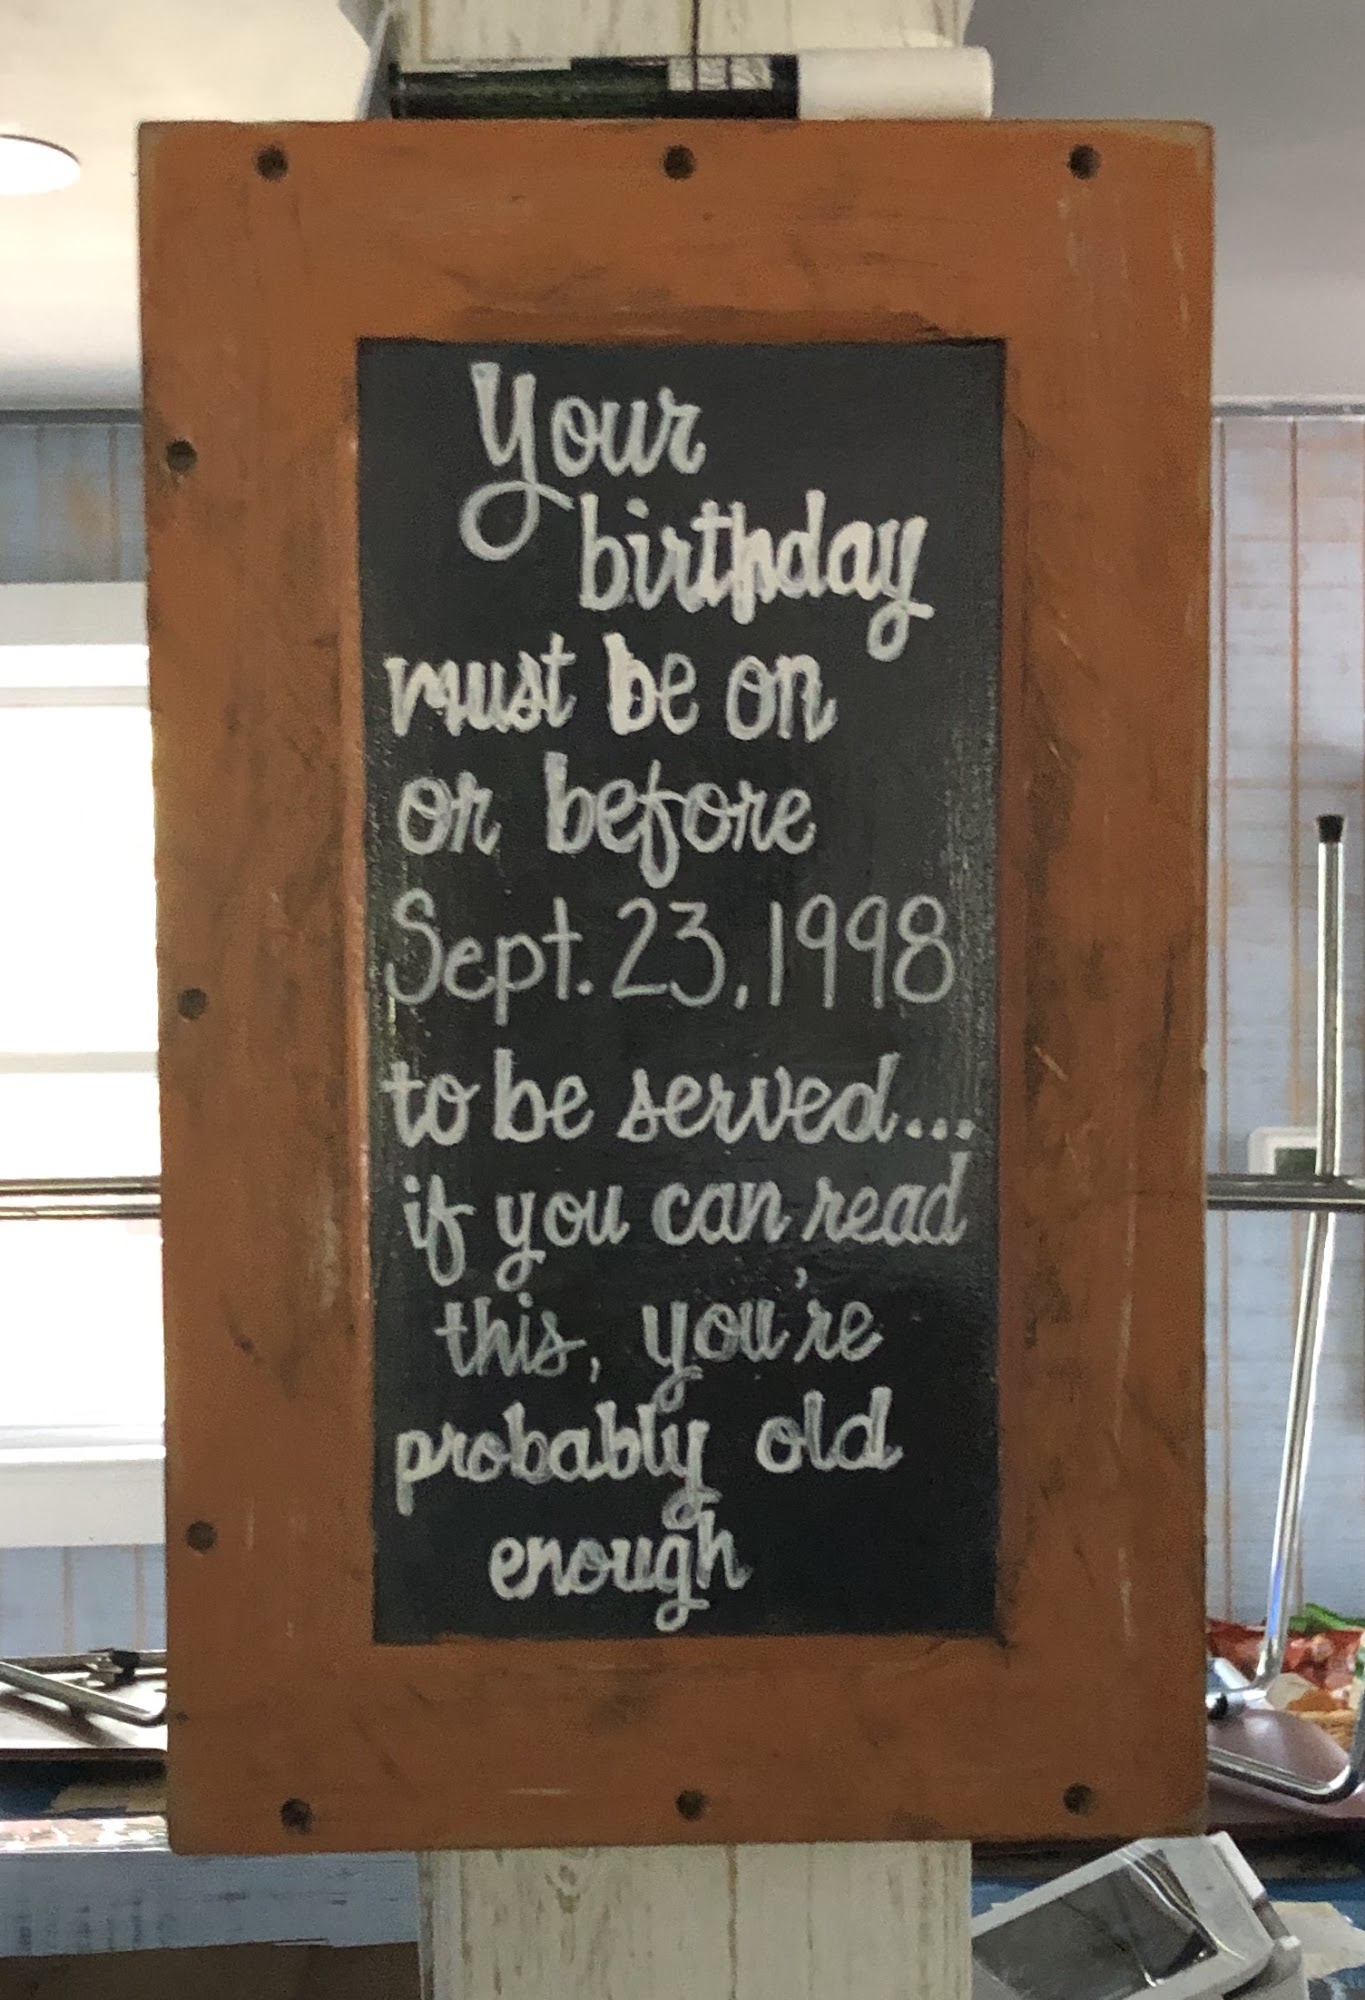 Your
birthday
must be on
or before
Sept. 23, 1998
to be served...
if you can read
this, you're
probably old
enough